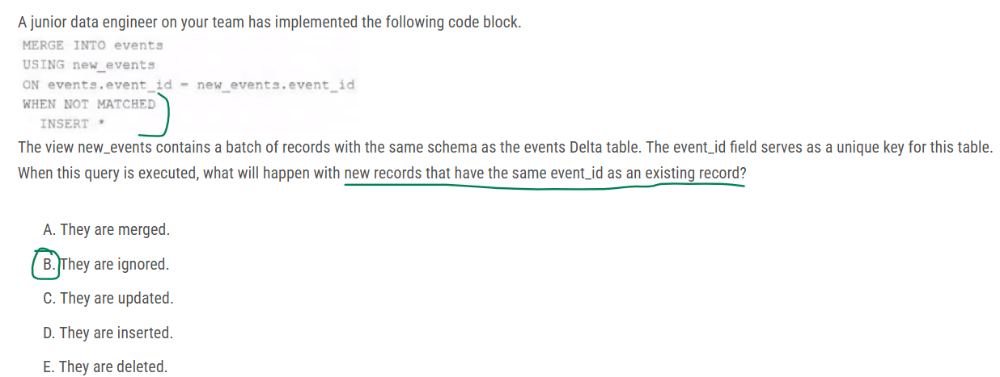 A junior data engineer on your team has implemented the following code block.
MERGE INTO events
USING new_events
ON events.event_id = new_events.event_id
WHEN NOT MATCHED
INSERT *
The view new_events contains a batch of records with the same schema as the events Delta table. The event_id field serves as a unique key for this table.
When this query is executed, what will happen with new records that have the same event_id as an existing record?
A. They are merged.
B. They are ignored.
C. They are updated.
D. They are inserted.
E. They are deleted.